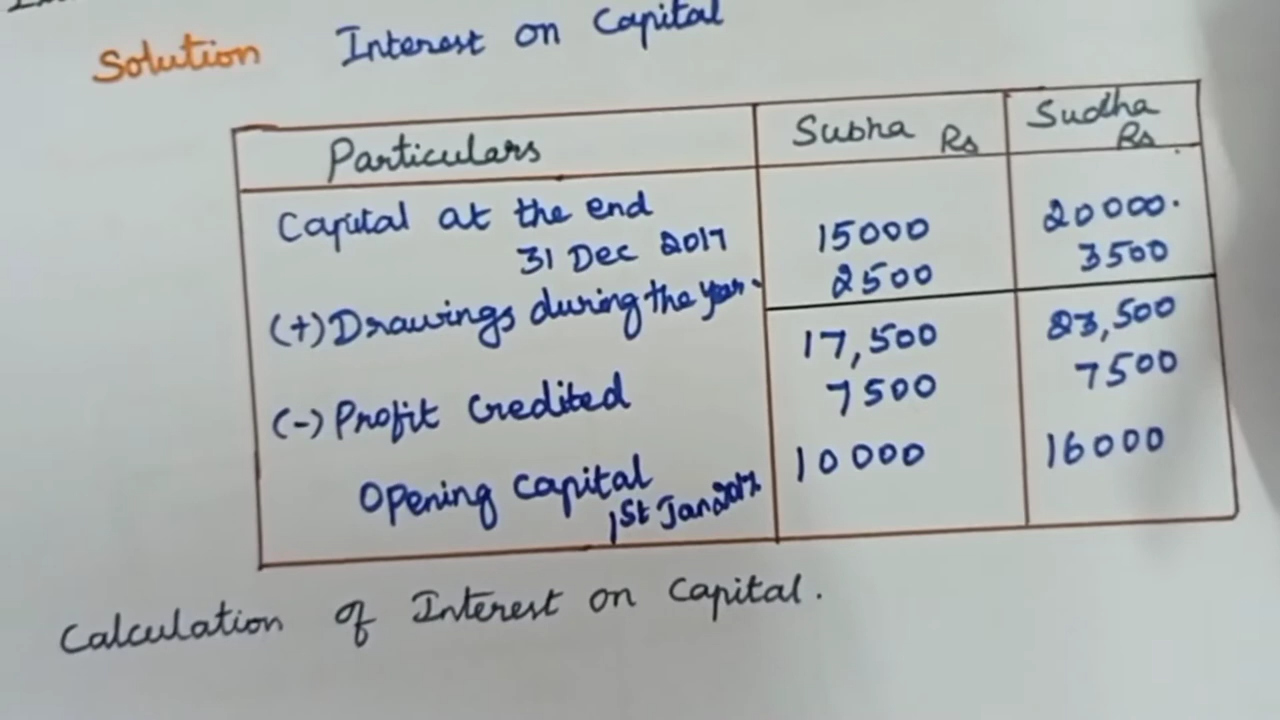 Solution Interest on Capital
Particulars Subha Rs Sudha Rs.
Capital at the end
31 Dec 2017 15000 20000.
(+) Drawings during the year. 2500 3500
17,500 23,500
(-) Profit Credited 7500 7500
Opening Capital 10000 16000
1st Jan 2017
Calculation of Interest on Capital.